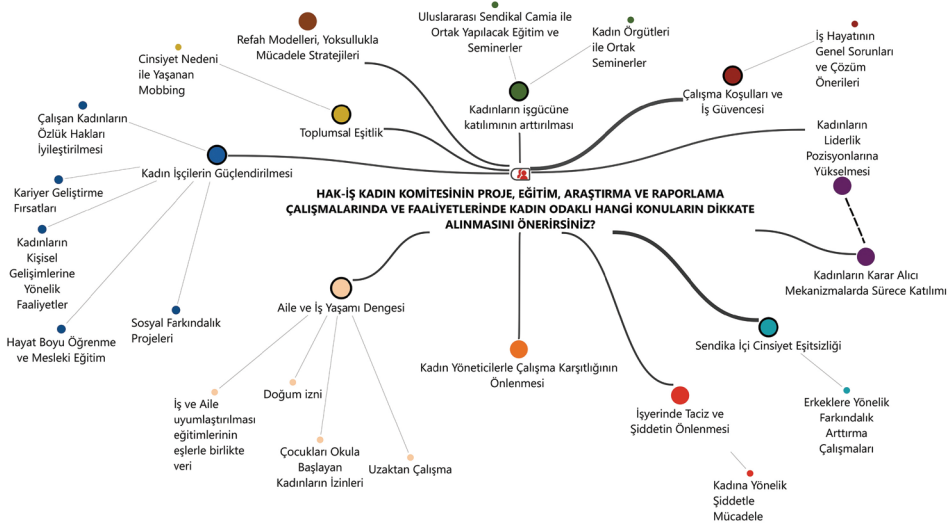 Uluslararası Sendikal Camia ile
Ortak Yapılacak Eğitim ve
Seminerler
Kadın Örgütleri
ile Ortak
Seminerler
Refah Modelleri, Yoksullukla
Mücadele Stratejileri
İş Hayatının
Genel Sorunları
ve Çözüm
Önerileri
Cinsiyet Nedeni
ile Yaşanan
Mobbing
Çalışma Koşulları ve
İş Güvencesi
Kadınların işgücüne
katılımının arttırılması
Toplumsal Eşitlik
Çalışan Kadınların
Özlük Hakları
İyileştirilmesi
Kadınların
Liderlik
Pozisyonlarına
Yükselmesi
Kadın İşçilerin Güçlendirilmesi
HAK-İŞ KADIN KOMİTESİNİN PROJE, EĞİTİM, ARAŞTIRMA VE RAPORLAMA
ÇALIŞMALARINDA VE FAALİYETLERİNDE KADIN ODAKLI HANGİ KONULARIN DİKKATE
ALINMASINI ÖNERİRSİNİZ?
Kariyer Geliştirme
Fırsatları
Kadınların
Kişisel
Gelişimlerine
Yönelik
Faaliyetler
Hayat Boyu Öğrenme
ve Mesleki Eğitim
Sosyal Farkındalık
Projeleri
Kadınların Karar Alıcı
Mekanizmalarda Sürece Katılımı
Aile ve İş Yaşamı Dengesi
Sendika İçi Cinsiyet Eşitsizliği
Kadın Yöneticilerle Çalışma Karşıtlığının
Önlenmesi
İş ve Aile
uyumlaştırılması
eğitimlerinin
eşlerle birlikte
veri
Doğum izni
Çocukları Okula
Başlayan
Kadınların İzinleri
Uzaktan Çalışma
İşyerinde Taciz ve
Şiddetin Önlenmesi
Erkeklere Yönelik
Farkındalık
Arttırma
Çalışmaları
Kadına Yönelik
Şiddetle
Mücadele